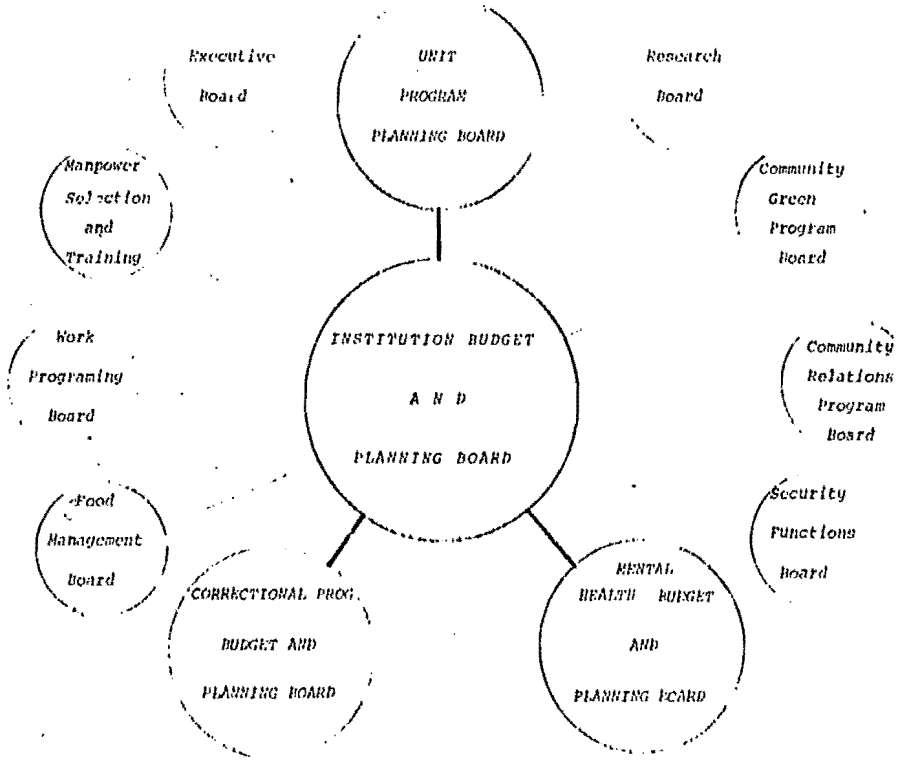 Executive
Board
UNIT
PROGRAM
PLANNING BOARD
Research
Board
Manpower
Selection
and
Training
Community
Green
Program
Board
Work
Programing
Board
INSTITUTION BUDGET
A N D
PLANNING BOARD
Community
Relations
Program
Board
Food
Management
Board
Security
Functions
Board
CORRECTIONAL PROG.
BUDGET AND
PLANNING BOARD
MENTAL
HEALTH BUDGET
AND
PLANNING BOARD